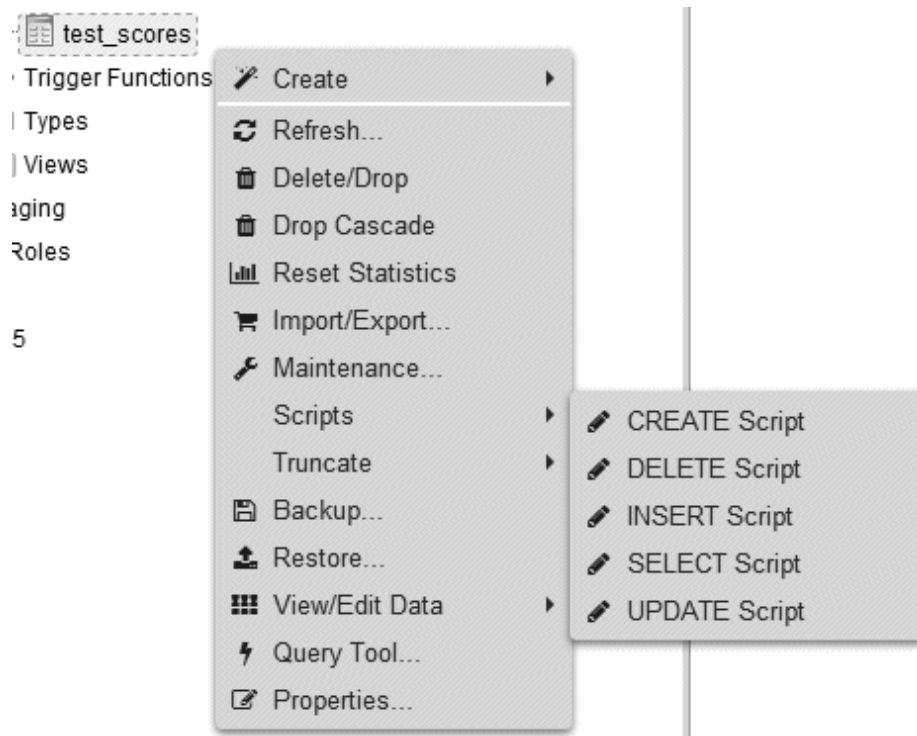 test_scores
Trigger Functions
Types
Views
aging
Roles
5
Create
Refresh...
Delete/Drop
Drop Cascade
Reset Statistics
Import/Export...
Maintenance...
Scripts
Truncate
Backup...
Restore...
View/Edit Data
Query Tool...
Properties...
CREATE Script
DELETE Script
INSERT Script
SELECT Script
UPDATE Script